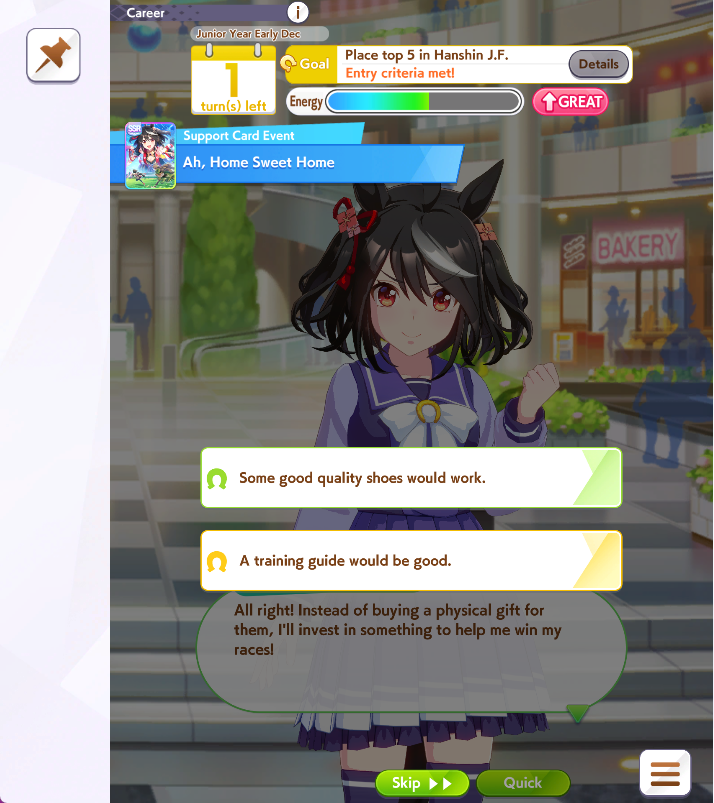 Career
i
Junior Year Early Dec
1
turn(s) left
Goal
Place top 5 in Hanshin J.F.
Entry criteria met!
Details
Energy
GREAT
SSR
Support Card Event
Ah, Home Sweet Home
BAKERY
Some good quality shoes would work.
A training guide would be good.
All right! Instead of buying a physical gift for
them, I'll invest in something to help me win my
races!
Skip
Quick